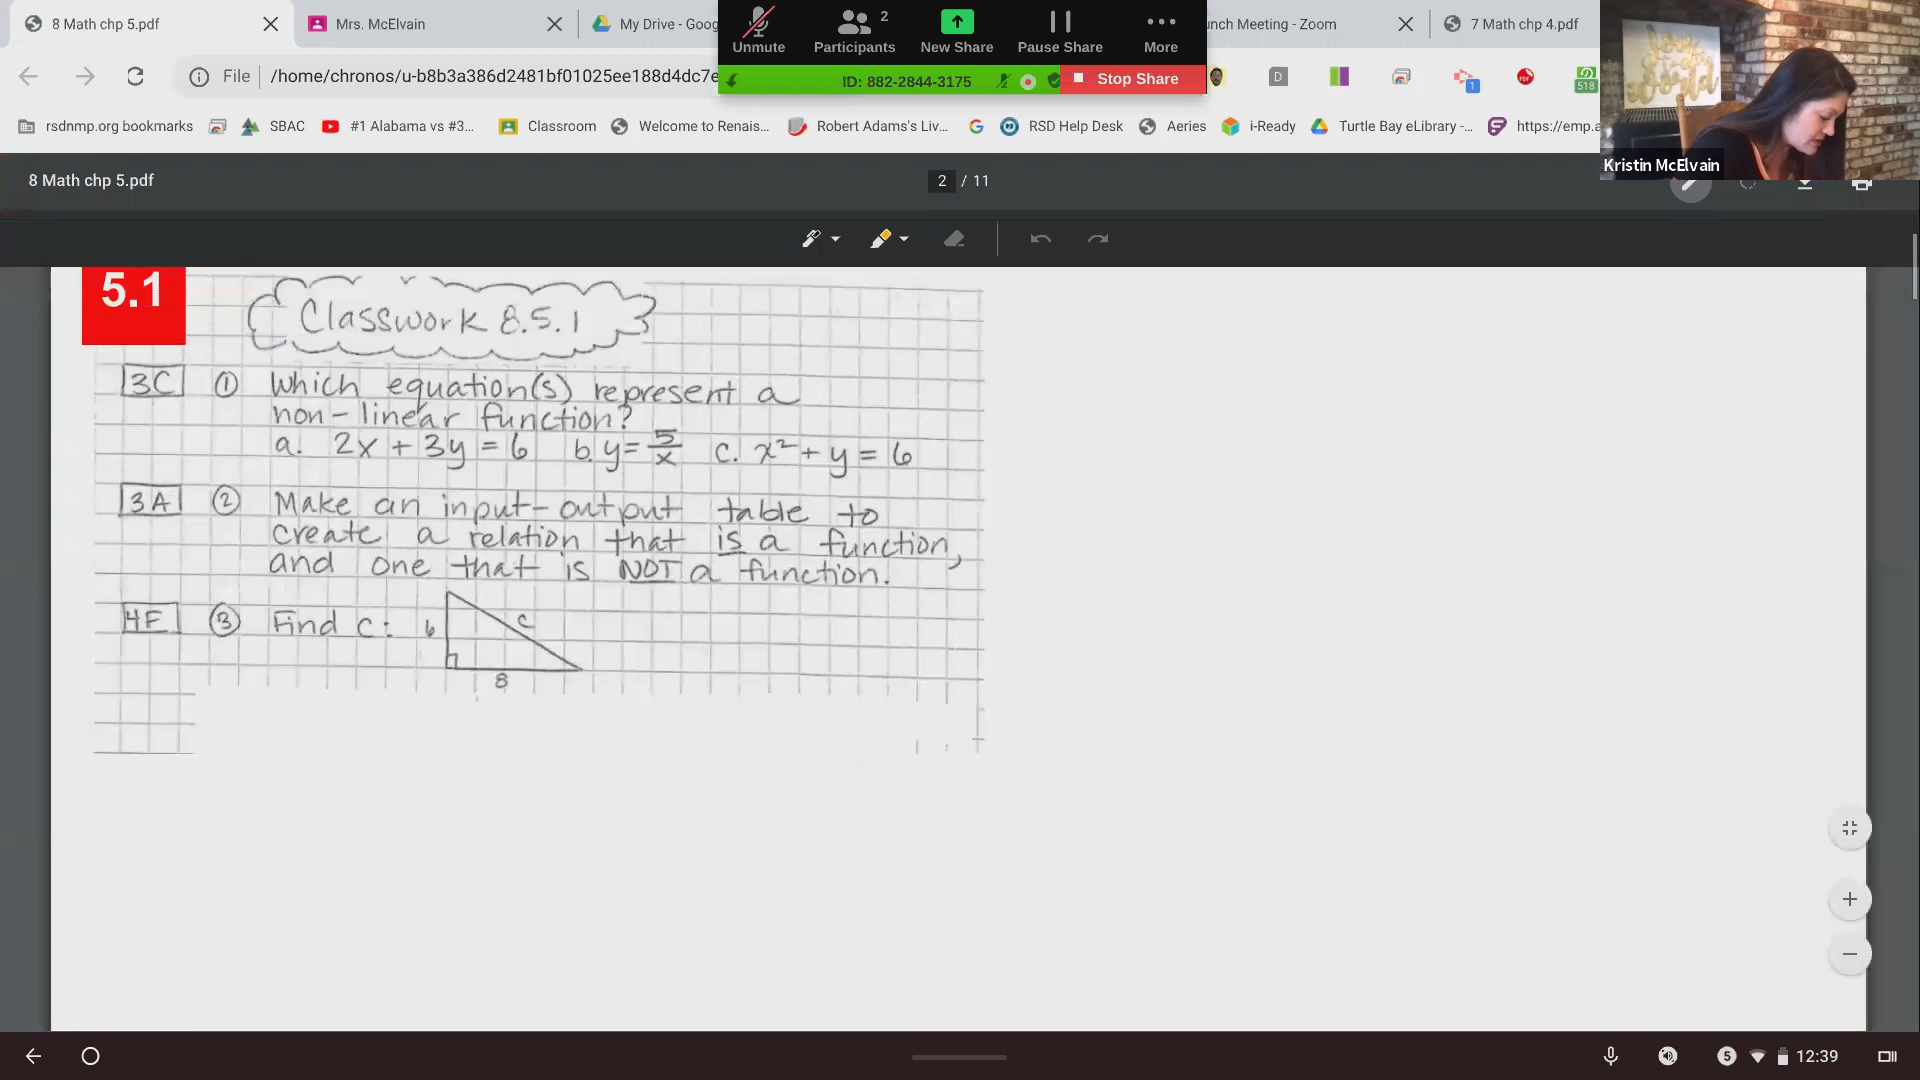 8 Math chp 5.pdf
Mrs. McElvain
My Drive - Goog
unch Meeting - Zoom
7 Math chp 4.pdf
2
Unmute
Participants
New Share
Pause Share
More
ID: 882-2844-3175
Stop Share
File
/home/chronos/u-b8b3a386d2481bf01025ee188d4dc7e
D
1
PDF
518
rsdnmp.org bookmarks
SBAC
#1 Alabama vs #3...
Classroom
Welcome to Renais...
Robert Adams's Liv...
RSD Help Desk
Aeries
i-Ready
Turtle Bay eLibrary -...
https://emp.a
Kristin McElvain
8 Math chp 5.pdf
2 / 11
5.1
Classwork 8.5.1
3C ① Which equation(s) represent a
non-linear function?
a. 2x + 3y = 6 b. y = 5/x c. x² + y = 6
3A ② Make an input-output table to
create a relation that is a function,
and one that is NOT a function.
4E ③ Find c: 6 c
8
5
12:39